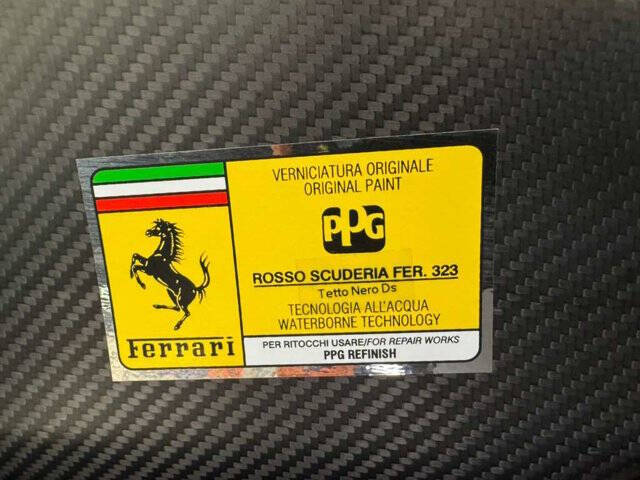 Ferrari
VERNICIATURA ORIGINALE
ORIGINAL PAINT
PPG
ROSSO SCUDERIA FER. 323
Tetto Nero Ds
TECNOLOGIA ALL'ACQUA
WATERBORNE TECHNOLOGY
PER RITOCCHI USARE/FOR REPAIR WORKS
PPG REFINISH